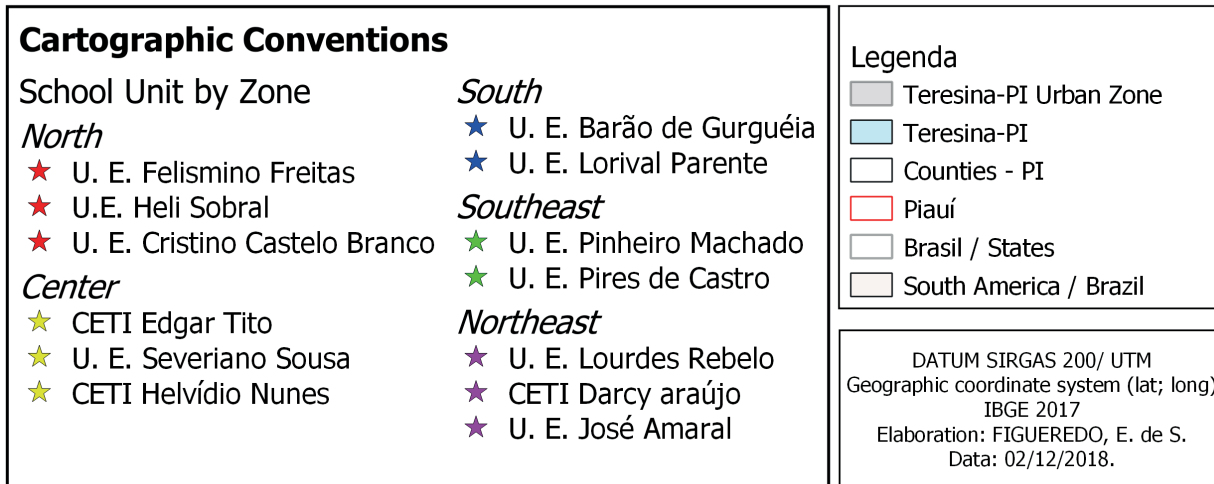 Cartographic Conventions
School Unit by Zone
North
U. E. Felismino Freitas
U.E. Heli Sobral
U. E. Cristino Castelo Branco
Center
CETI Edgar Tito
U. E. Severiano Sousa
CETI Helvídio Nunes
South
U. E. Barão de Gurguéia
U. E. Lorival Parente
Southeast
U. E. Pinheiro Machado
U. E. Pires de Castro
Northeast
U. E. Lourdes Rebelo
CETI Darcy araújo
U. E. José Amaral
Legenda
Teresina-PI Urban Zone
Teresina-PI
Counties - PI
Piauí
Brasil / States
South America / Brazil
DATUM SIRGAS 200/ UTM
Geographic coordinate system (lat; long)
IBGE 2017
Elaboration: FIGUEREDO, E. de S.
Data: 02/12/2018.